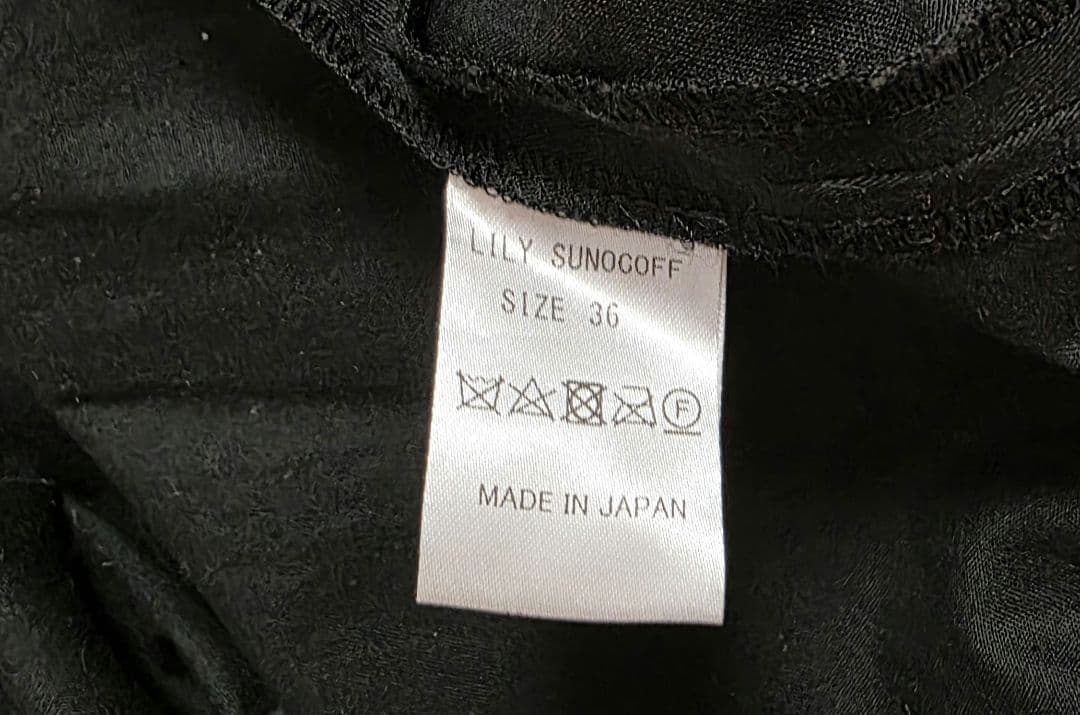 LILY SUNOCOFF
SIZE 36
F
MADE IN JAPAN